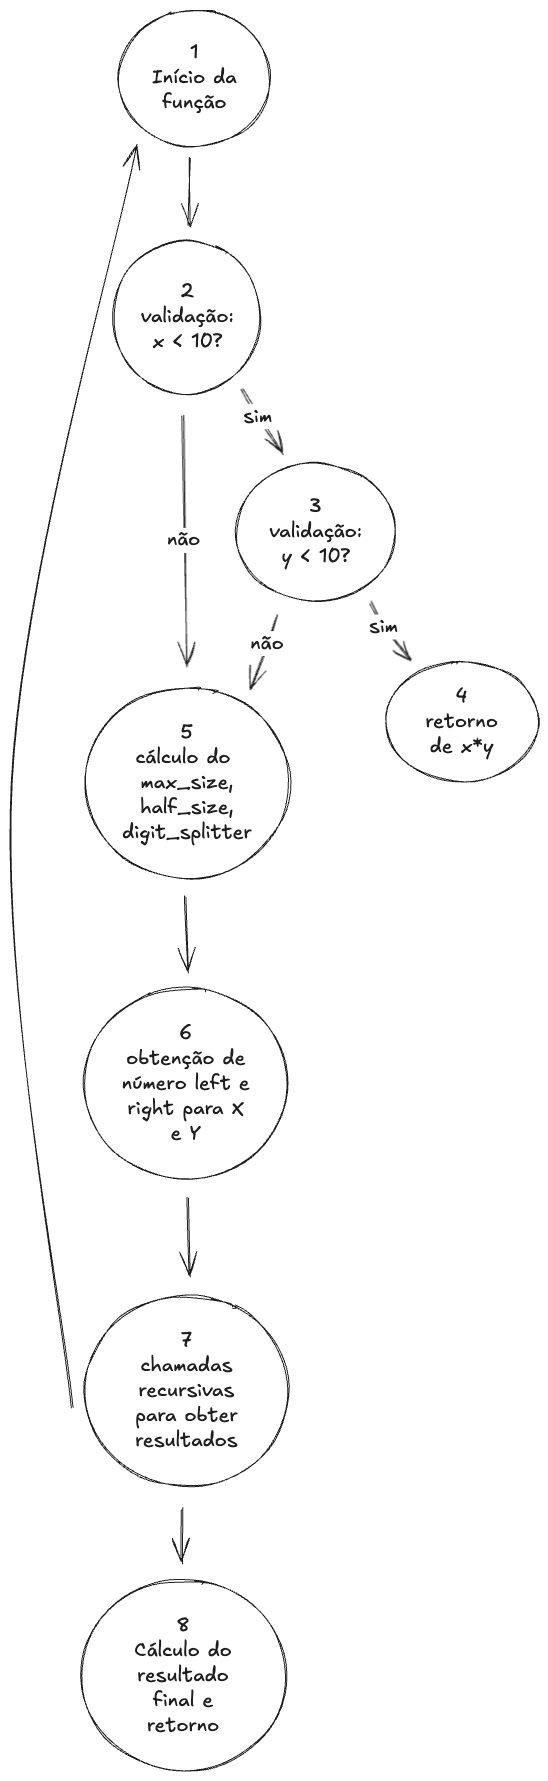 1
Início da
função
2
validação:
x < 10?
sim
3
validação:
y < 10?
não
não
sim
4
retorno
de x*y
5
cálculo do
max_size,
half_size,
digit_splitter
6
obtenção de
número left e
right para X
e Y
7
chamadas
recursivas
para obter
resultados
8
Cálculo do
resultado
final e
retorno